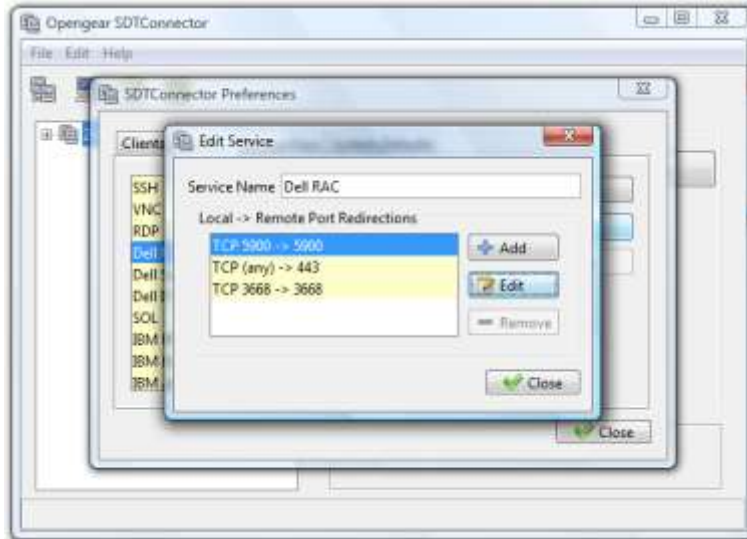 Opengear SDTConnector
File Edit Help
SDTConnector Preferences
Clients
Edit Service
SSH
VNC
RDP
Dell
Dell
Dell
SOL
IBM
IBM
IBM
Service Name Dell RAC
Local -> Remote Port Redirections
TCP 5900 -> 5900
TCP (any) -> 443
TCP 3668 -> 3668
Add
Edit
Remove
Close
Close